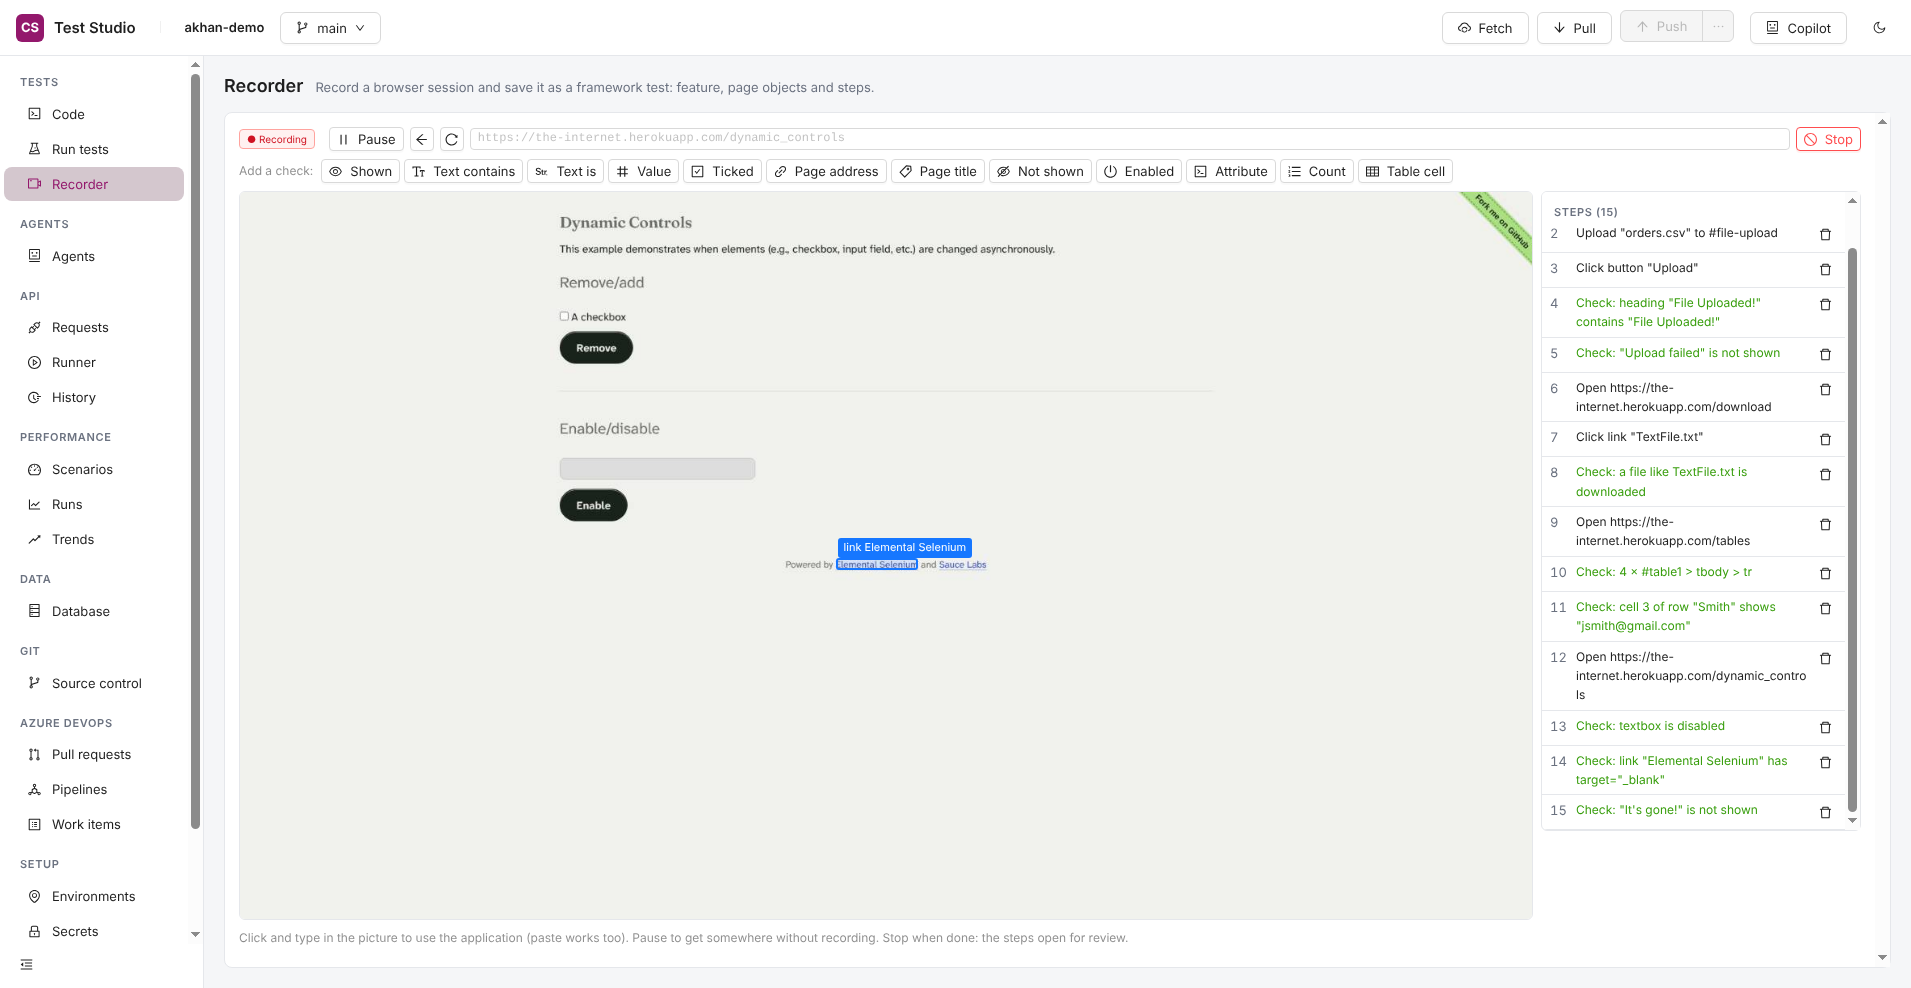 CS Test Studio akhan-demo main Fetch Pull Push ... Copilot
TESTS
Code
Run tests
Recorder
AGENTS
Agents
API
Requests
Runner
History
PERFORMANCE
Scenarios
Runs
Trends
DATA
Database
GIT
Source control
AZURE DEVOPS
Pull requests
Pipelines
Work items
SETUP
Environments
Secrets
Recorder Record a browser session and save it as a framework test: feature, page objects and steps.
Recording Pause https://the-internet.herokuapp.com/dynamic_controls Stop
Add a check: Shown Text contains Text is Value Ticked Page address Page title Not shown Enabled Attribute Count Table cell
Fork me on GitHub
Dynamic Controls
This example demonstrates when elements (e.g., checkbox, input field, etc.) are changed asynchronously.
Remove/add
A checkbox
Remove
Enable/disable
Enable
link Elemental Selenium
Powered by Elemental Selenium and Sauce Labs
STEPS (15)
2 Upload "orders.csv" to #file-upload
3 Click button "Upload"
4 Check: heading "File Uploaded!"
contains "File Uploaded!"
5 Check: "Upload failed" is not shown
6 Open https://the-
internet.herokuapp.com/download
7 Click link "TextFile.txt"
8 Check: a file like TextFile.txt is
downloaded
9 Open https://the-
internet.herokuapp.com/tables
10 Check: 4 × #table1 > tbody > tr
11 Check: cell 3 of row "Smith" shows
"jsmith@gmail.com"
12 Open https://the-
internet.herokuapp.com/dynamic_contro
ls
13 Check: textbox is disabled
14 Check: link "Elemental Selenium" has
target="_blank"
15 Check: "It's gone!" is not shown
Click and type in the picture to use the application (paste works too). Pause to get somewhere without recording. Stop when done: the steps open for review.